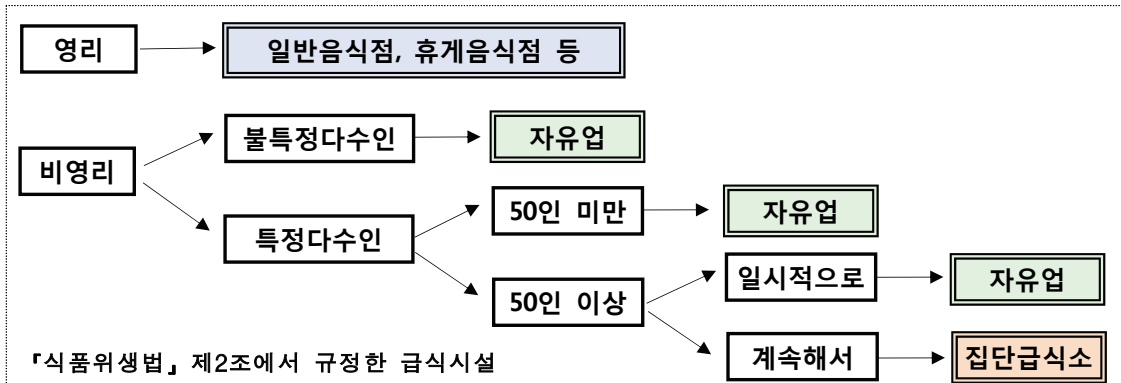 영리
일반음식점, 휴게음식점 등
불특정다수인
자유업
비영리
50인 미만
자유업
특정다수인
일시적으로
자유업
50인 이상
계속해서
집단급식소
『식품위생법』 제2조에서 규정한 급식시설